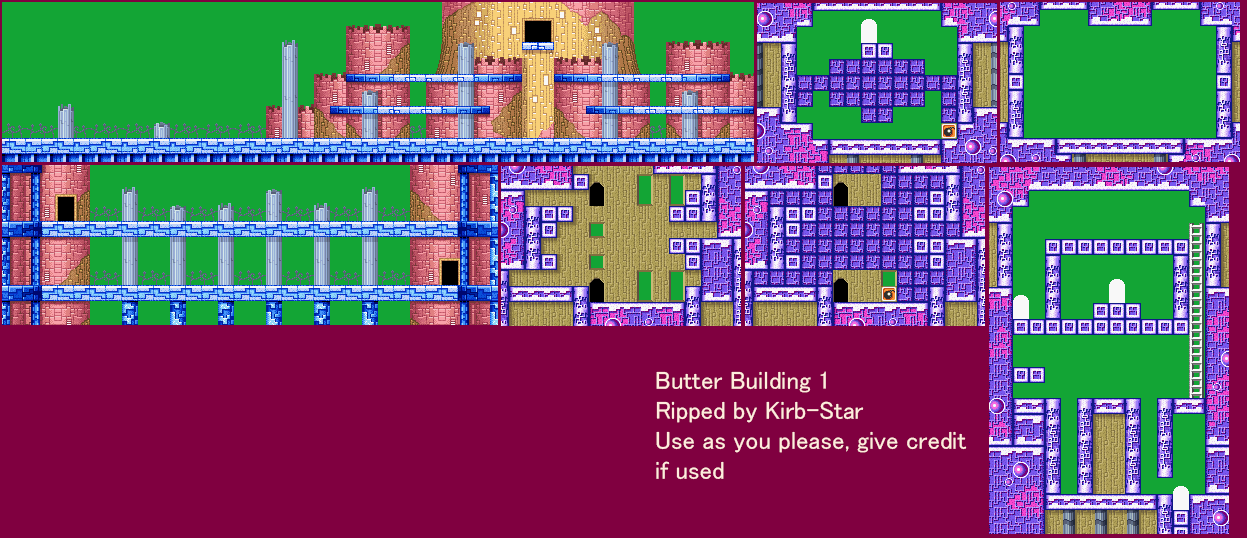 Butter Building 1
Ripped by Kirb-Star
Use as you please, give credit
if used